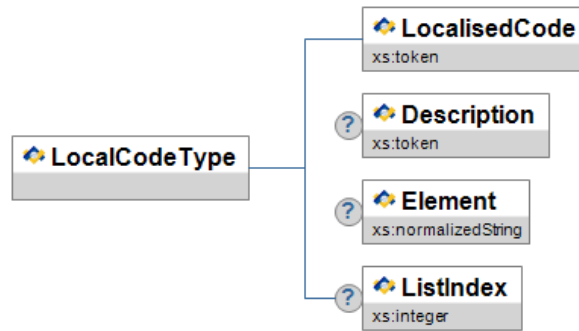 LocalCodeType
LocalisedCode
xs:token
?
Description
xs:token
?
Element
xs:normalizedString
?
ListIndex
xs:integer